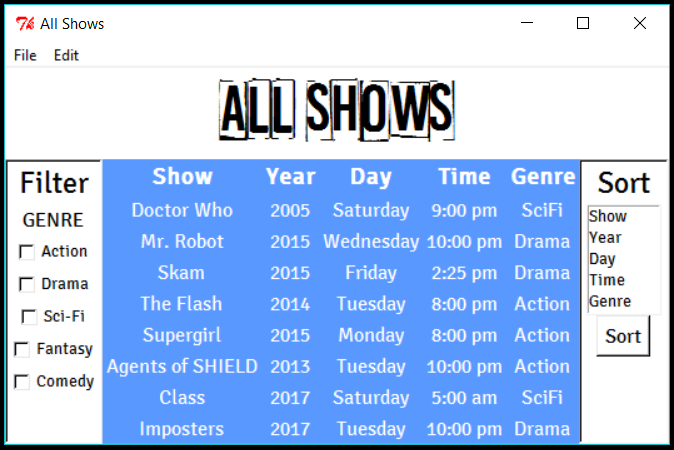 All Shows
File Edit
ALL SHOWS
Filter
GENRE
Action
Drama
Sci-Fi
Fantasy
Comedy
Show Year Day Time Genre
Doctor Who 2005 Saturday 9:00 pm SciFi
Mr. Robot 2015 Wednesday 10:00 pm Drama
Skam 2015 Friday 2:25 pm Drama
The Flash 2014 Tuesday 8:00 pm Action
Supergirl 2015 Monday 8:00 pm Action
Agents of SHIELD 2013 Tuesday 10:00 pm Action
Class 2017 Saturday 5:00 am SciFi
Imposters 2017 Tuesday 10:00 pm Drama
Sort
Show
Year
Day
Time
Genre
Sort